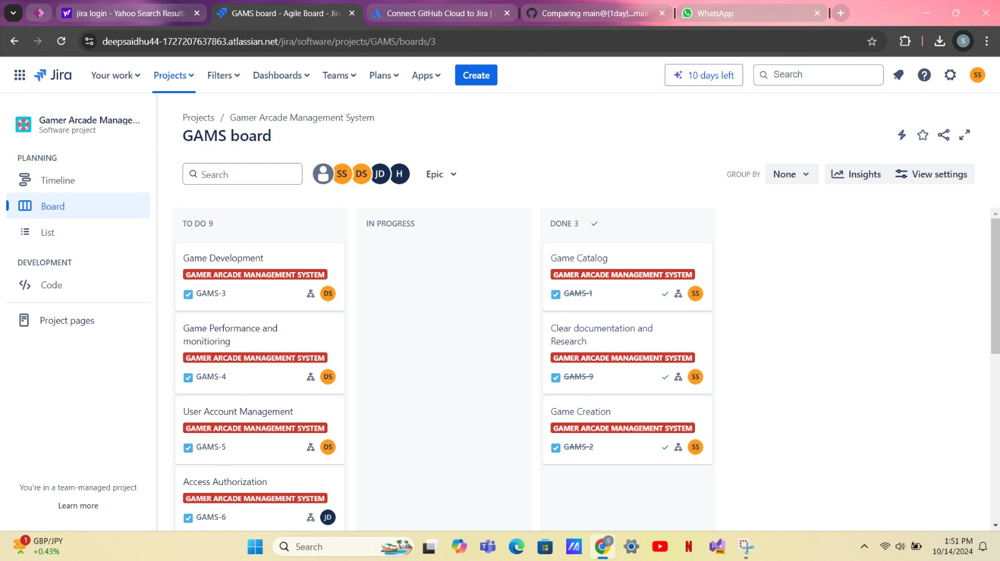 jira login - Yahoo Search Results
GAMS board - Agile Board - Jira
Connect GitHub Cloud to Jira |
Comparing main@{1day}...main
WhatsApp
deepsaidhu44-1727207637863.atlassian.net/jira/software/projects/GAMS/boards/3
S
Jira
Your work
Projects
Filters
Dashboards
Teams
Plans
Apps
Create
10 days left
Search
SS
Gamer Arcade Manage...
Software project
PLANNING
Timeline
Board
List
DEVELOPMENT
Code
Project pages
You're in a team-managed project
Learn more
Projects / Gamer Arcade Management System
GAMS board
Search
SS DS JD H
Epic
GROUP BY None
Insights
View settings
TO DO 9
Game Development
GAMER ARCADE MANAGEMENT SYSTEM
GAMS-3 DS
Game Performance and
monitioring
GAMER ARCADE MANAGEMENT SYSTEM
GAMS-4 DS
User Account Management
GAMER ARCADE MANAGEMENT SYSTEM
GAMS-5 DS
Access Authorization
GAMER ARCADE MANAGEMENT SYSTEM
GAMS-6 JD
IN PROGRESS
DONE 3
Game Catalog
GAMER ARCADE MANAGEMENT SYSTEM
GAMS-1 SS
Clear documentation and
Research
GAMER ARCADE MANAGEMENT SYSTEM
GAMS-9 SS
Game Creation
GAMER ARCADE MANAGEMENT SYSTEM
GAMS-2 SS
1
GBP/JPY
+0.43%
Search
S
N
PRE
1:51 PM
10/14/2024